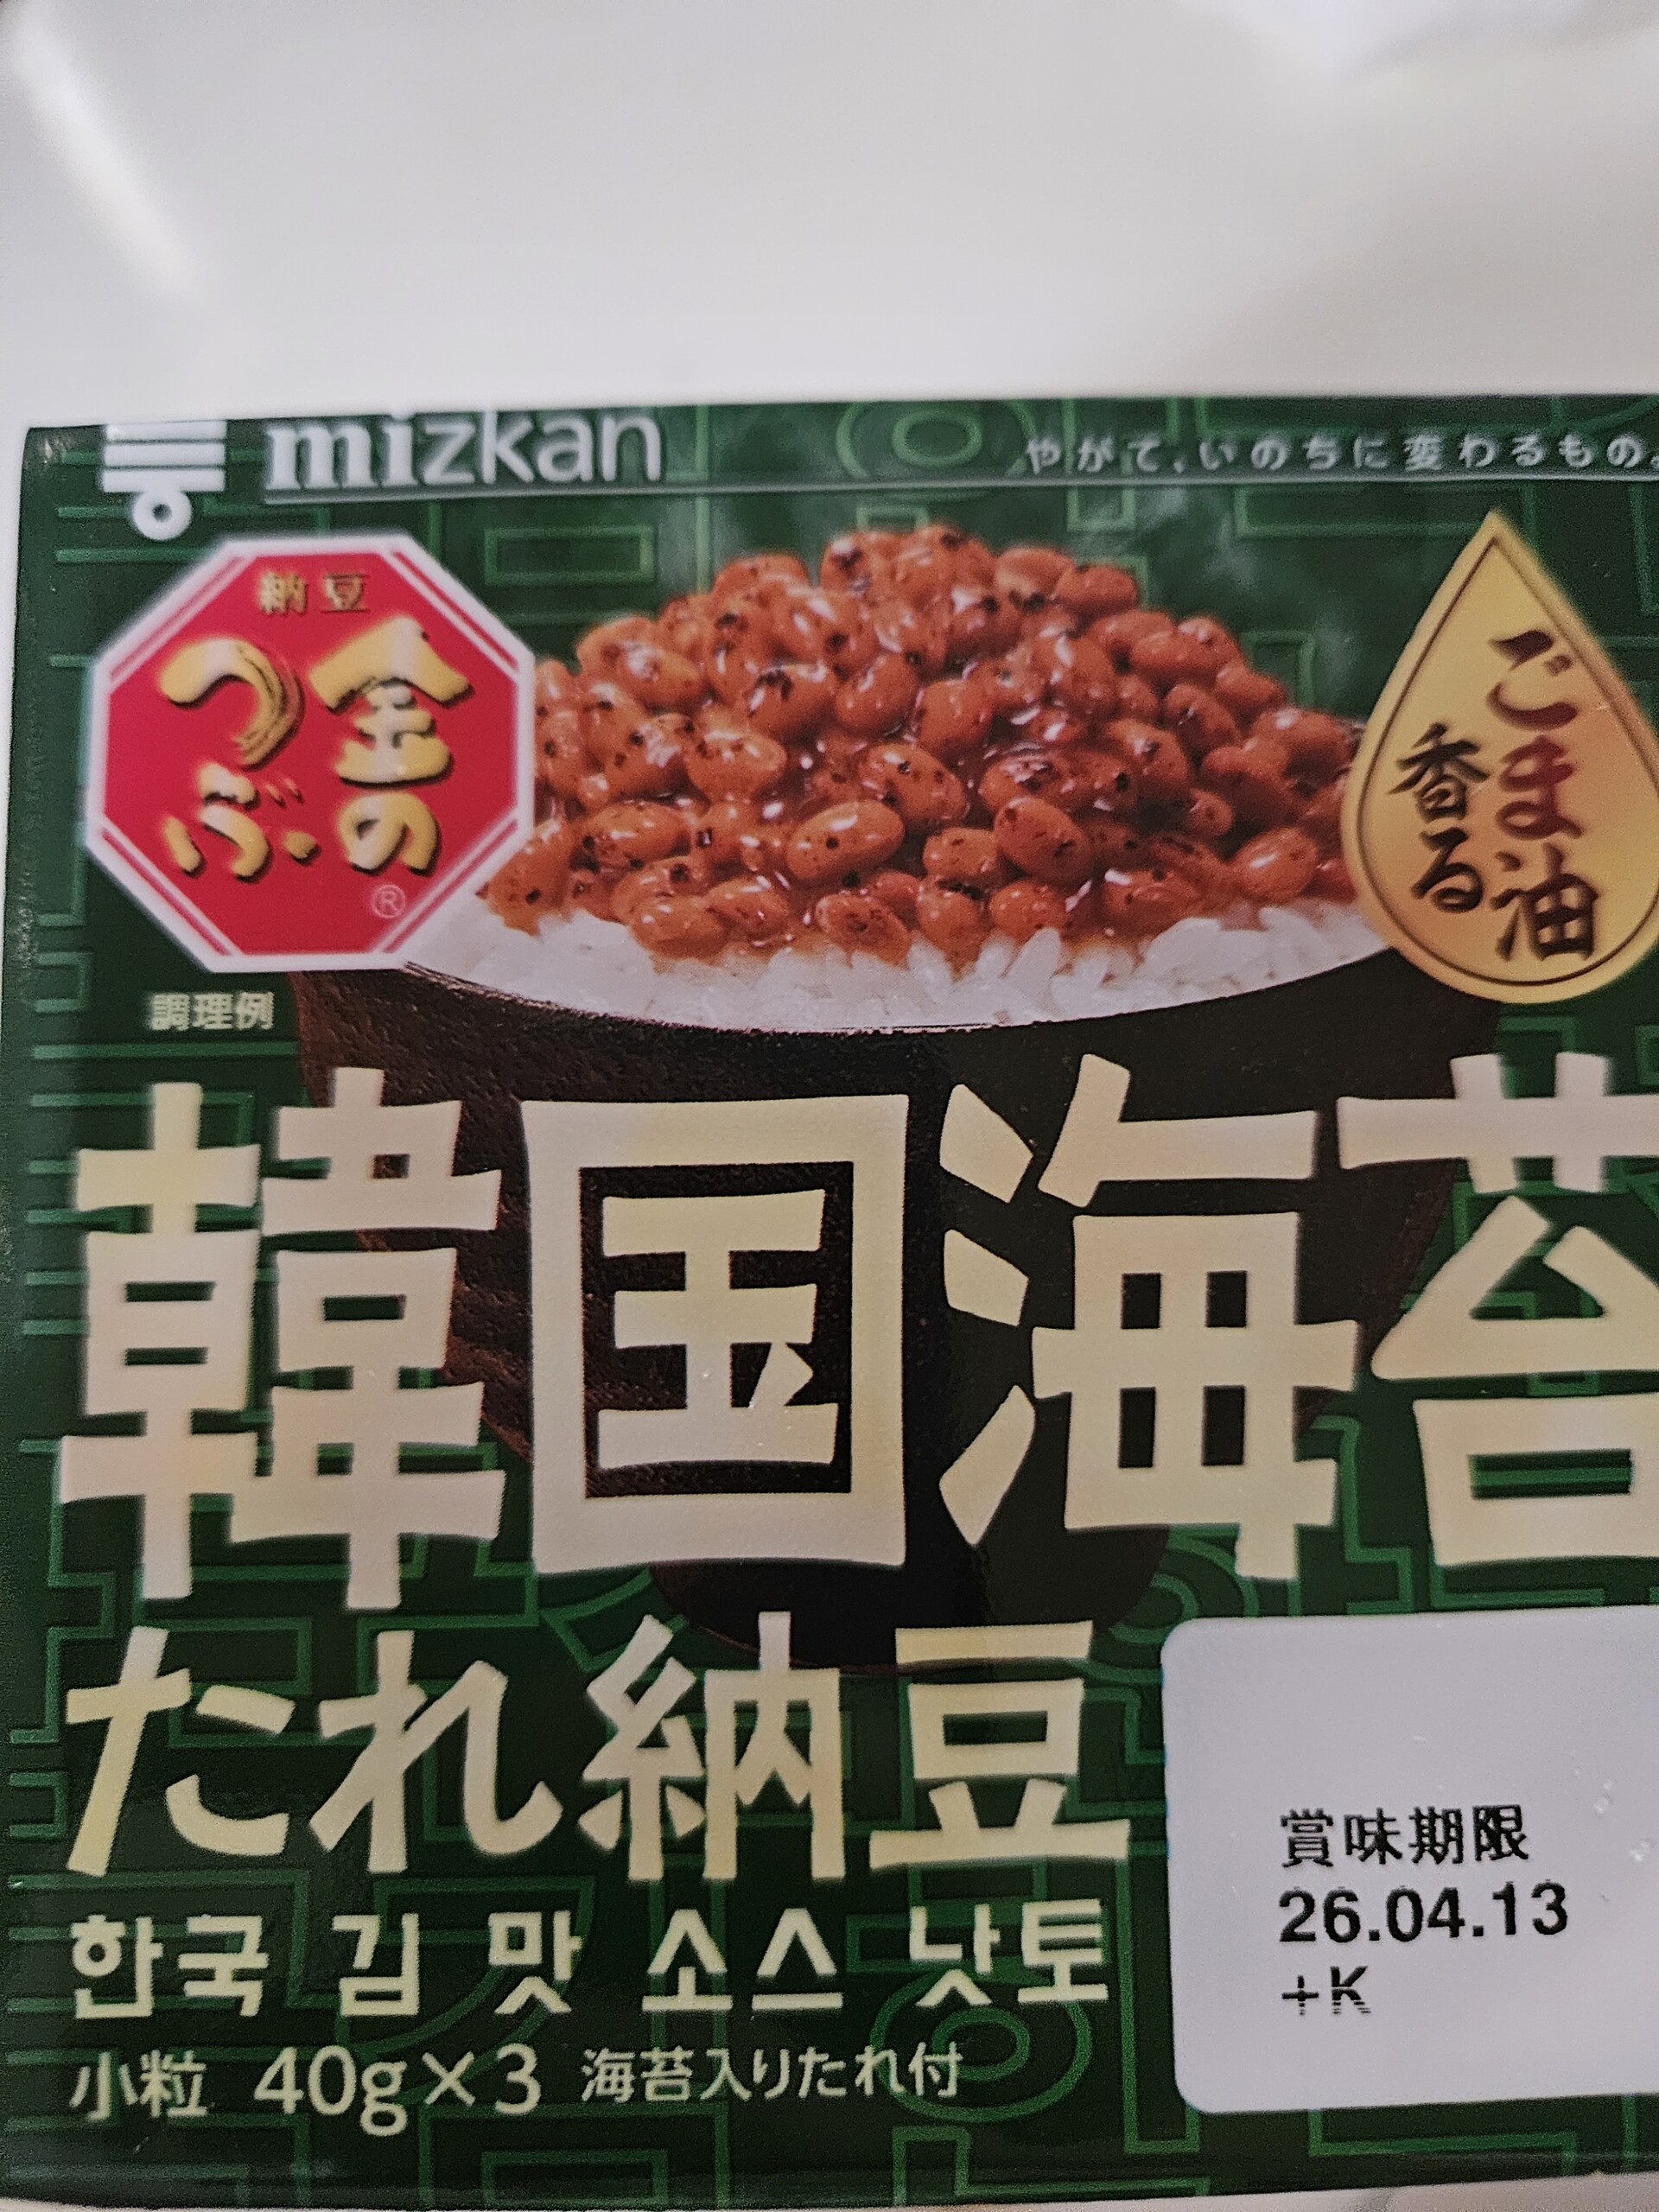 mizkan
やがて、いのちに変わるもの。
納豆
金の
つぶ
®
ごま油
香る
調理例
韓国海苔
たれ納豆
한국 김 맛 소스 낫토
小粒 40g×3 海苔入りたれ付
賞味期限
26.04.13
+K